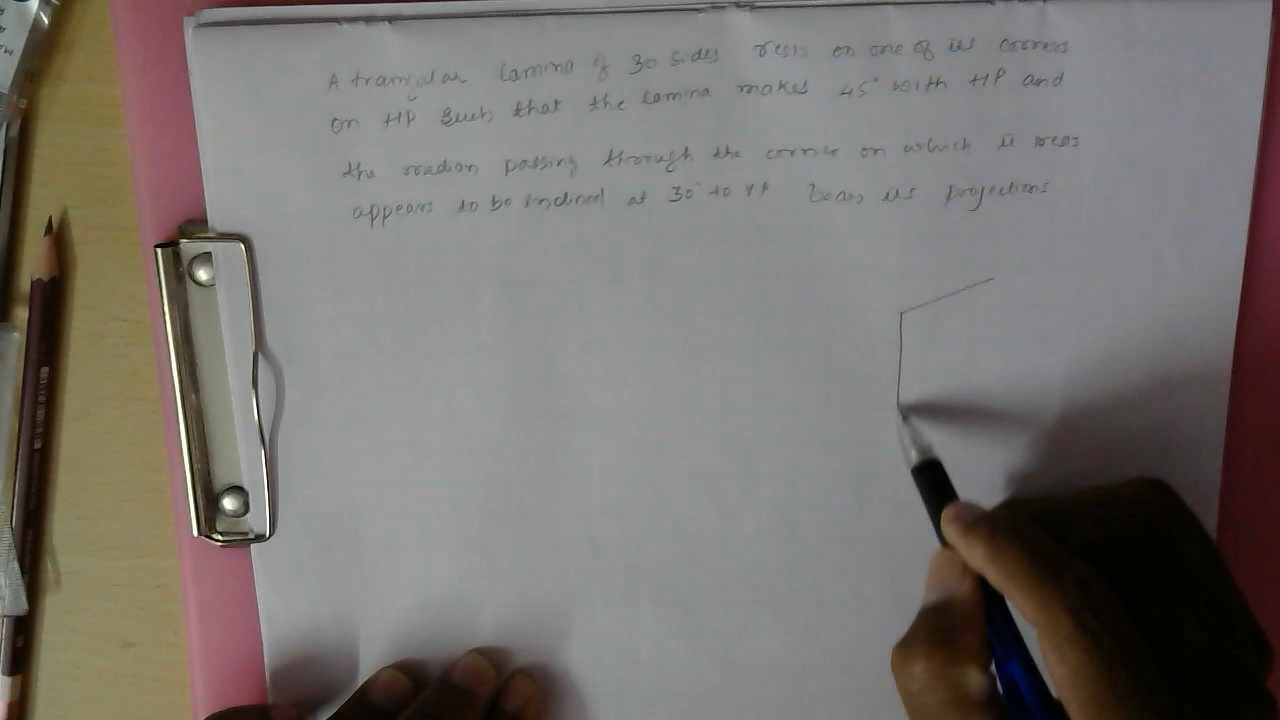 A triangular Lamina of 30 sides rests on one of its corners
on HP such that the Lamina makes 45° with HP and
the median passing through the corner on which it rests
appears to be inclined at 30° to VP its projections